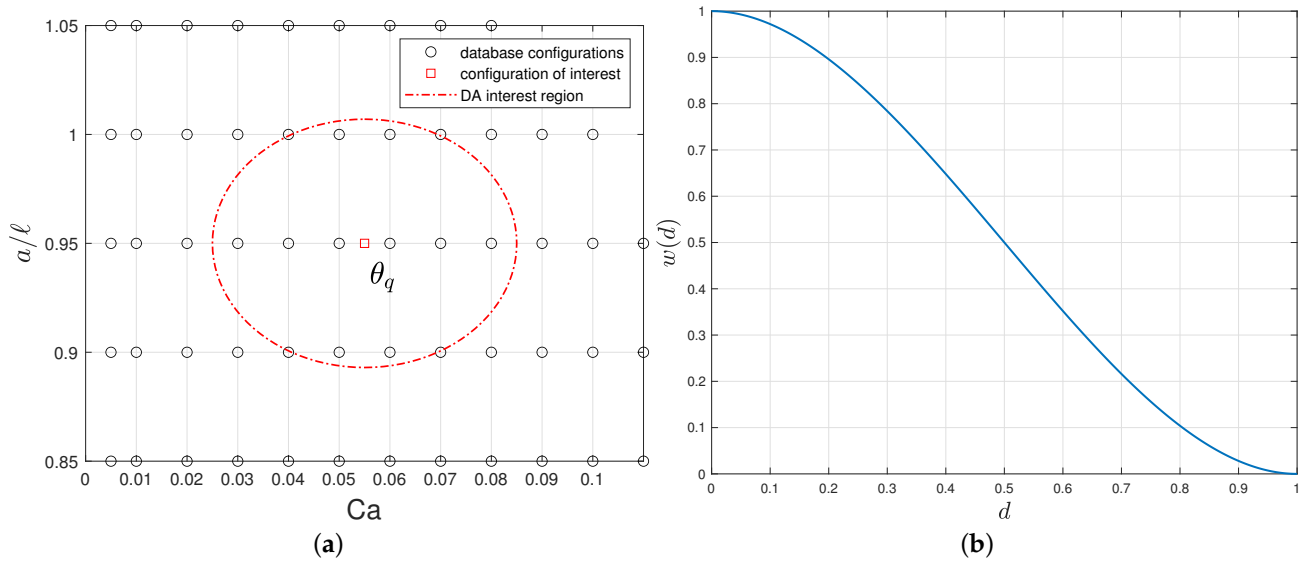 1.05
1
0.95
0.9
0.85
a/ℓ
0 0.01 0.02 0.03 0.04 0.05 0.06 0.07 0.08 0.09 0.1
Ca
database configurations
configuration of interest
DA interest region
θq
(a)
1
0.9
0.8
0.7
0.6
0.5
0.4
0.3
0.2
0.1
0
w(d)
0 0.1 0.2 0.3 0.4 0.5 0.6 0.7 0.8 0.9 1
d
(b)